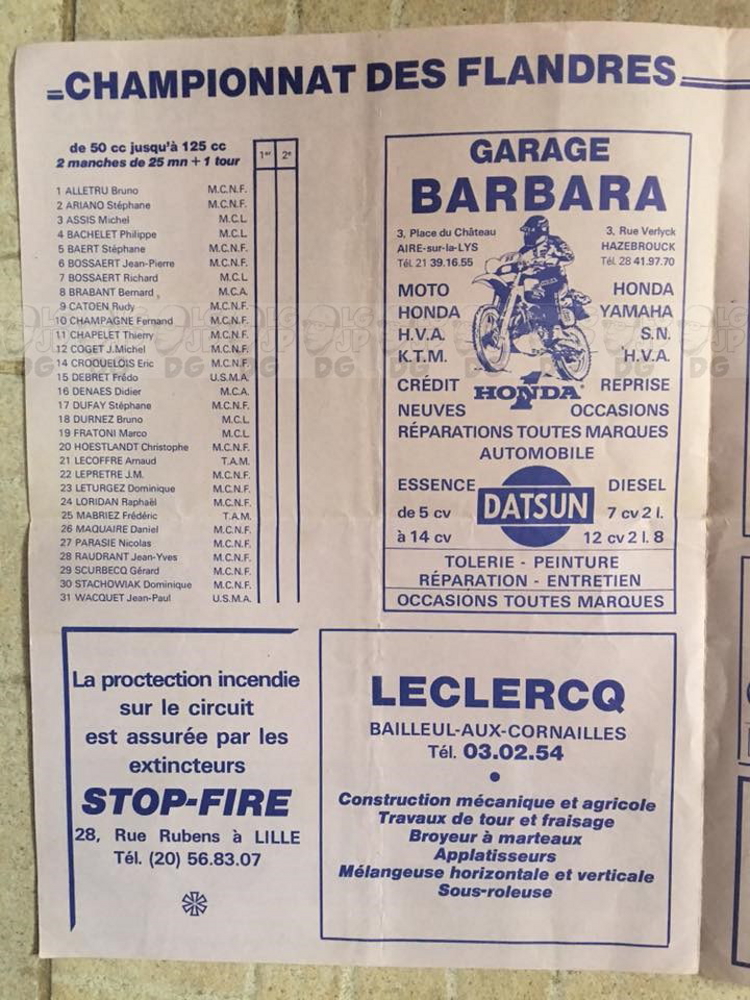 CHAMPIONNAT DES FLANDRES
de 50 cc jusqu'à 125 cc
2 manches de 25 mn + 1 tour
1er 2e
1 ALLETRU Bruno M.C.N.F.
2 ARIANO Stéphane M.C.N.F.
3 ASSIS Michel M.C.L
4 BACHELET Philippe M.C.L
5 BAERT Stéphane M.C.N.F.
6 BOSSAERT Jean-Pierre M.C.N.F.
7 BOSSAERT Richard M.C.L
8 BRABANT Bernard M.C.A.
9 CATOEN Rudy M.C.N.F.
10 CHAMPAGNE Fernand M.C.N.F.
11 CHAPELET Thierry M.C.N.F.
12 COGET J.Michel M.C.N.F.
14 CROQUELOIS Eric M.C.N.F.
15 DEBRET Frédo U.S.M.A.
16 DENAES Didier M.C.A.
17 DUFAY Stéphane M.C.N.F.
18 DURNEZ Bruno M.C.L
19 FRATONI Marco M.C.L
20 HOESTLANDT Christophe M.C.N.F.
21 LECOFFRE Arnaud T.A.M.
22 LEPRETRE J.M. M.C.N.F.
23 LETURGEZ Dominique M.C.N.F.
24 LORIDAN Raphaël M.C.N.F.
25 MABRIEZ Frédéric T.A.M.
26 MAQUAIRE Daniel M.C.N.F.
27 PARASIE Nicolas M.C.N.F.
28 RAUDRANT Jean-Yves M.C.N.F.
29 SCURBECQ Gérard M.C.N.F.
30 STACHOWIAK Dominique M.C.N.F.
31 WACQUET Jean-Paul U.S.M.A.
GARAGE
BARBARA
3, Place du Château 3, Rue Verlyck
AIRE-sur-la-LYS HAZEBROUCK
Tél. 21 39.16.55 Tél. 28 41.97.70
MOTO HONDA
HONDA YAMAHA
H.V.A. S.N.
K.T.M. H.V.A.
CRÉDIT HONDA REPRISE
NEUVES OCCASIONS
RÉPARATIONS TOUTES MARQUES
AUTOMOBILE
ESSENCE DIESEL
de 5 cv DATSUN 7 cv 2 l.
à 14 cv 12 cv 2 l. 8
TOLERIE - PEINTURE
RÉPARATION - ENTRETIEN
OCCASIONS TOUTES MARQUES
La proctection incendie
sur le circuit
est assurée par les
extincteurs
STOP-FIRE
28, Rue Rubens à LILLE
Tél. (20) 56.83.07
LECLERCQ
BAILLEUL-AUX-CORNAILLES
Tél. 03.02.54
Construction mécanique et agricole
Travaux de tour et fraisage
Broyeur à marteaux
Applatisseurs
Mélangeuse horizontale et verticale
Sous-roleuse